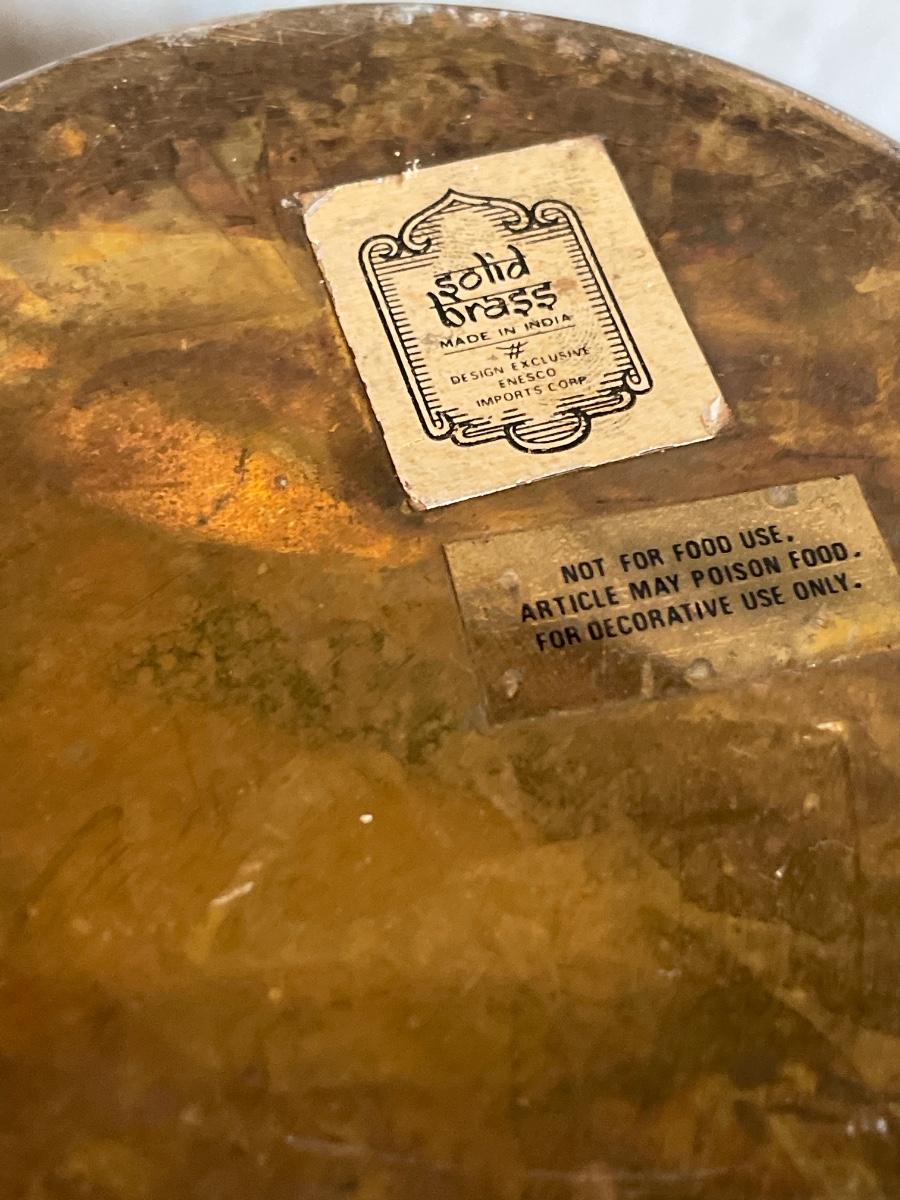 solid
brass
MADE IN INDIA
DESIGN EXCLUSIVE
ENESCO
IMPORTS CORP.
NOT FOR FOOD USE.
ARTICLE MAY POISON FOOD.
FOR DECORATIVE USE ONLY.